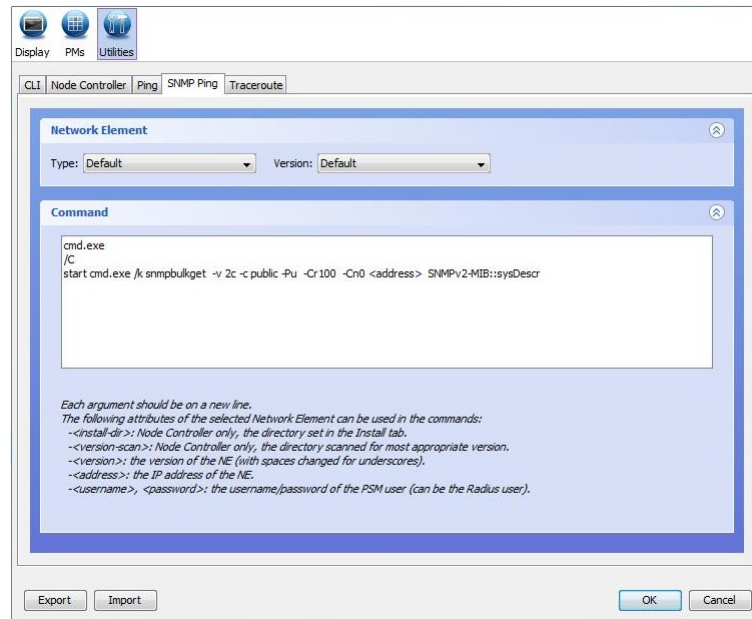 Display PMs Utilities
CLI Node Controller Ping SNMP Ping Traceroute
Network Element
Type: Default Version: Default
Command
cmd.exe
/C
start cmd.exe /k snmpbulkget -v 2c -c public -Pu -Cr100 -Cn0 <address> SNMPv2-MIB::sysDescr
Each argument should be on a new line.
The following attributes of the selected Network Element can be used in the commands:
-<install-dir>: Node Controller only, the directory set in the Install tab.
-<version-scan>: Node Controller only, the directory scanned for most appropriate version.
-<version>: the version of the NE (with spaces changed for underscores).
-<address>: the IP address of the NE.
-<username>, <password>: the username/password of the PSM user (can be the Radius user).
Export Import OK Cancel